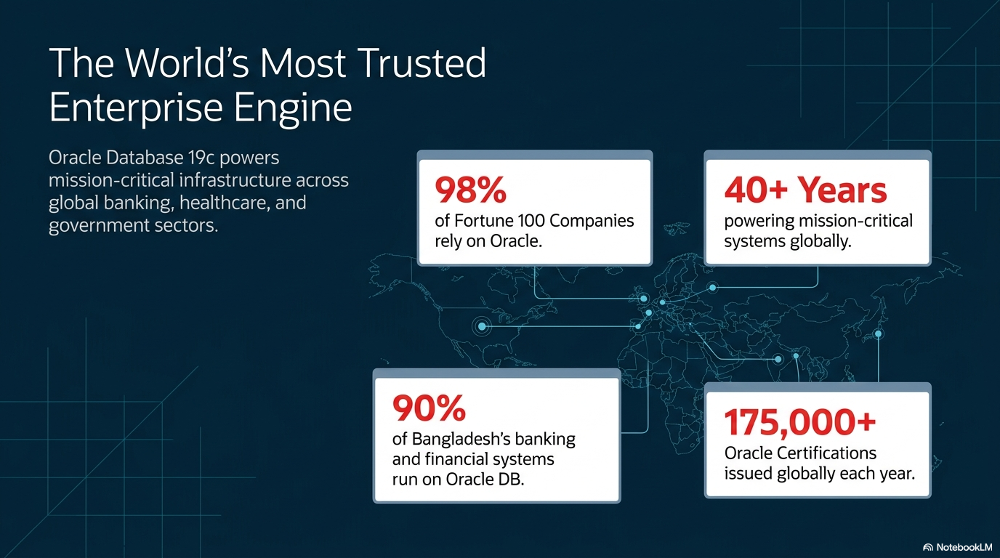 The World's Most Trusted
Enterprise Engine
Oracle Database 19c powers
mission-critical infrastructure across
global banking, healthcare, and
government sectors.
98%
of Fortune 100 Companies
rely on Oracle.
40+ Years
powering mission-critical
systems globally.
90%
of Bangladesh's banking
and financial systems
run on Oracle DB.
175,000+
Oracle Certifications
issued globally each year.
NotebookLM